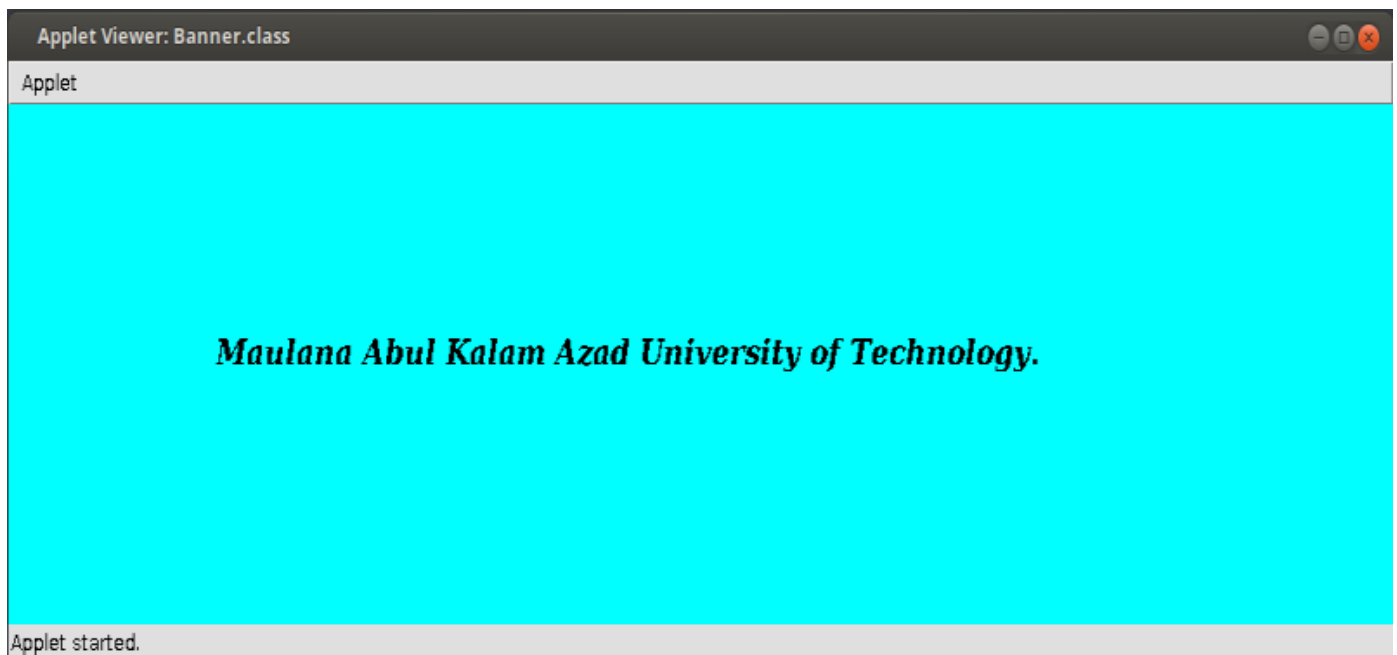 Applet Viewer: Banner.class
Applet
Maulana Abul Kalam Azad University of Technology.
Applet started.